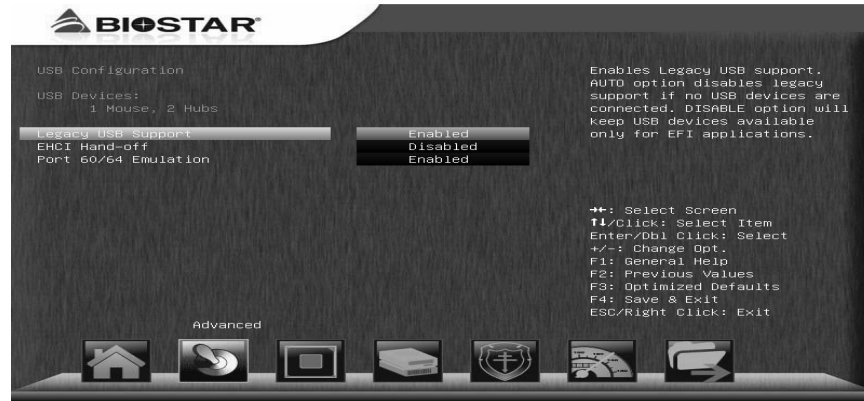 BIOSTAR®
USB Configuration
USB Devices:
1 Mouse, 2 Hubs
Legacy USB Support Enabled
EHCI Hand-off Disabled
Port 60/64 Emulation Enabled
Enables Legacy USB support.
AUTO option disables legacy
support if no USB devices are
connected. DISABLE option will
keep USB devices available
only for EFI applications.
→←: Select Screen
↑↓/Click: Select Item
Enter/Dbl Click: Select
+/-: Change Opt.
F1: General Help
F2: Previous Values
F3: Optimized Defaults
F4: Save & Exit
ESC/Right Click: Exit
Advanced